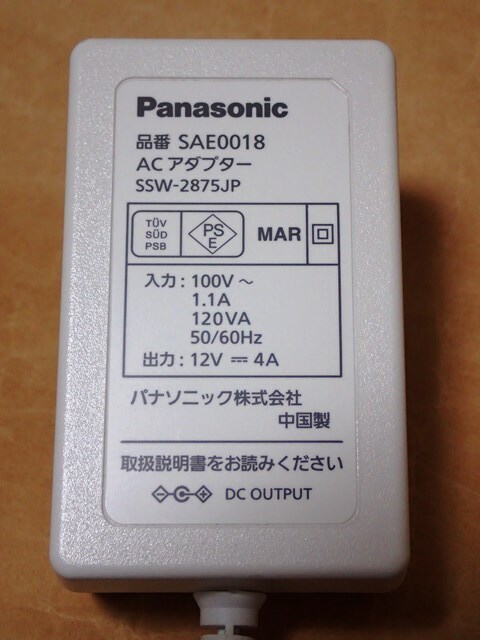 Panasonic
品番 SAE0018
ACアダプター
SSW-2875JP
TÜV
SÜD
PSB
PS
E
MAR
入力: 100V～
1.1A
120VA
50/60Hz
出力: 12V ⎓ 4A
パナソニック株式会社
中国製
取扱説明書をお読みください
DC OUTPUT